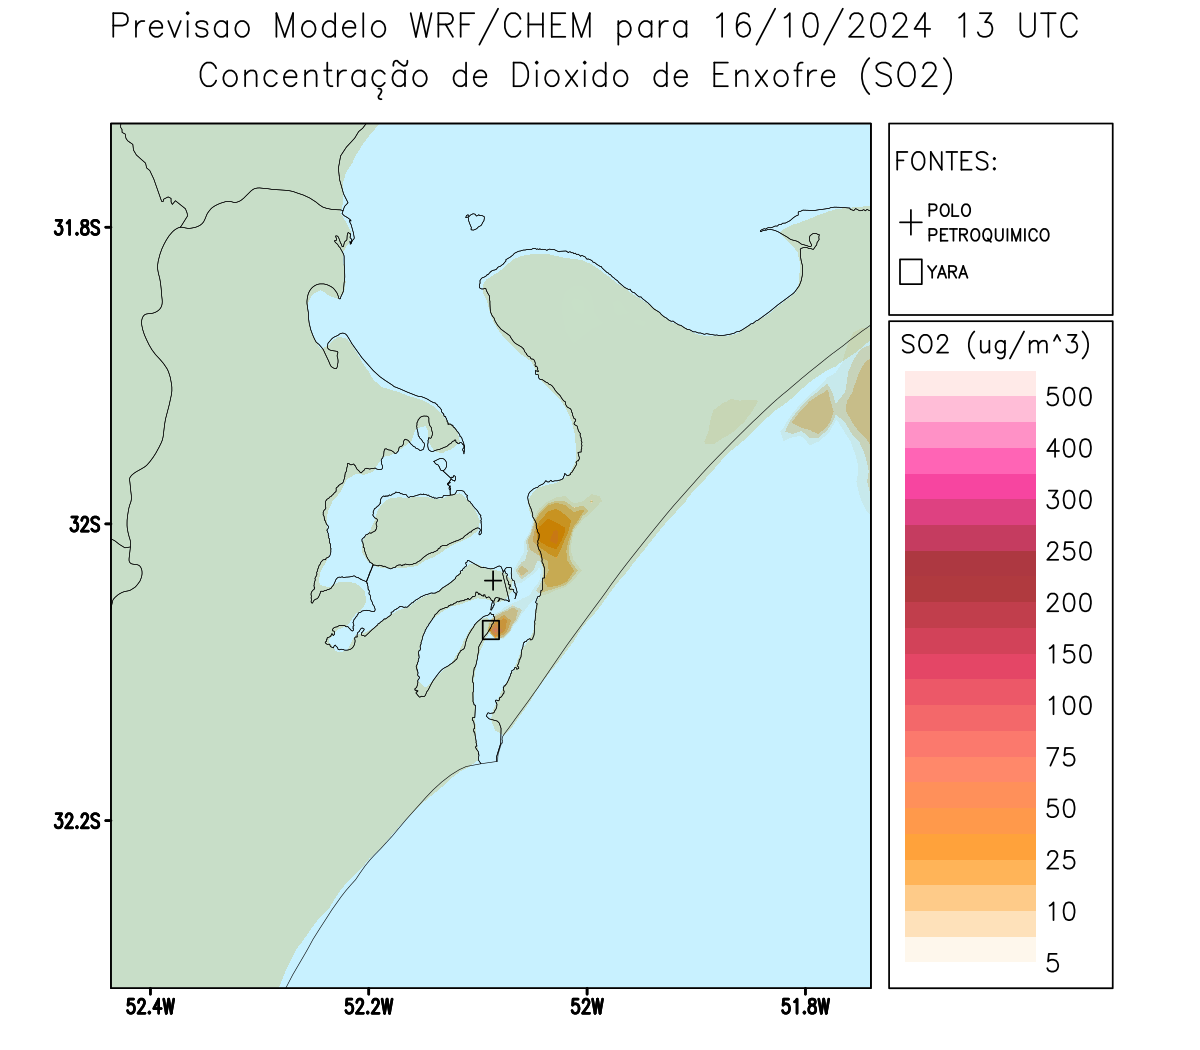 Previsao Modelo WRF/CHEM para 16/10/2024 13 UTC
Concentração de Dioxido de Enxofre (SO2)
FONTES:
POLO
PETROQUIMICO
YARA
31.8S
32S
32.2S
52.4W
52.2W
52W
51.8W
SO2 (ug/m^3)
500
400
300
250
200
150
100
75
50
25
10
5